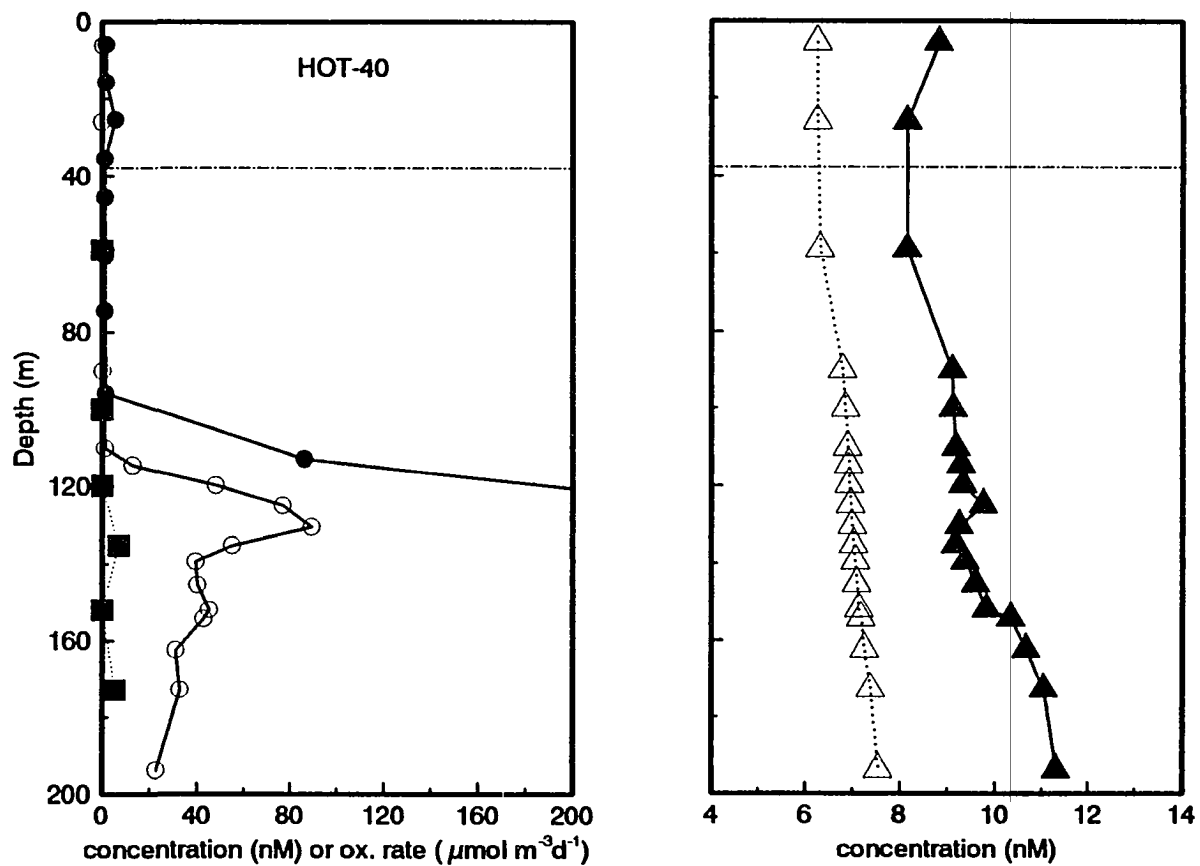 0
40
80
120
160
200
Depth (m)
HOT-40
0 40 80 120 160 200
concentration (nM) or ox. rate ( µmol m⁻³d⁻¹)
4 6 8 10 12 14
concentration (nM)